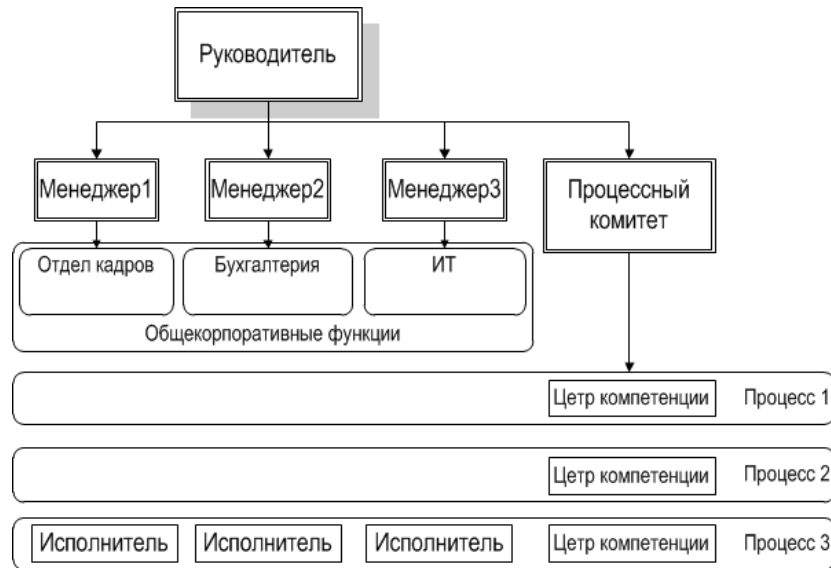 Руководитель
Менеджер1
Менеджер2
Менеджер3
Процессный
комитет
Отдел кадров
Бухгалтерия
ИТ
Общекорпоративные функции
Цетр компетенции
Процесс 1
Цетр компетенции
Процесс 2
Исполнитель
Исполнитель
Исполнитель
Цетр компетенции
Процесс 3